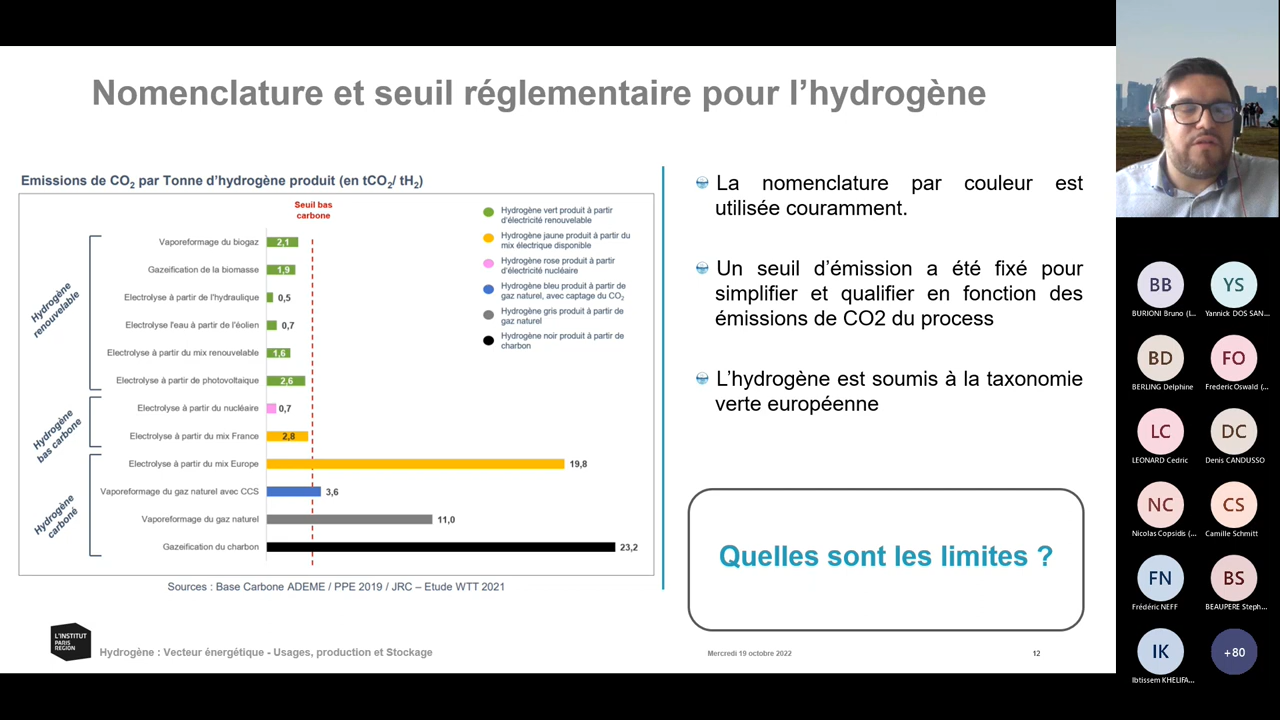 Nomenclature et seuil réglementaire pour l'hydrogène
Emissions de CO2 par Tonne d'hydrogène produit (en tCO2/ tH2)
Seuil bas
carbone
Hydrogène vert produit à partir
d'électricité renouvelable
Hydrogène jaune produit à partir du
mix électrique disponible
Hydrogène rose produit à partir
d'électricité nucléaire
Hydrogène bleu produit à partir de
gaz naturel, avec captage du CO2
Hydrogène gris produit à partir de
gaz naturel
Hydrogène noir produit à partir de
charbon
Hydrogène
renouvelable
Vaporeformage du biogaz 2,1
Gazeification de la biomasse 1,9
Electrolyse à partir de l'hydraulique 0,5
Electrolyse l'eau à partir de l'éolien 0,7
Electrolyse à partir du mix renouvelable 1,6
Electrolyse à partir de photovoltaique 2,6
Hydrogène
bas carbone
Electrolyse à partir du nucléaire 0,7
Electrolyse à partir du mix France 2,8
Hydrogène
carboné
Electrolyse à partir du mix Europe 19,8
Vaporeformage du gaz naturel avec CCS 3,6
Vaporeformage du gaz naturel 11,0
Gazeification du charbon 23,2
Sources : Base Carbone ADEME / PPE 2019 / JRC – Etude WTT 2021
La nomenclature par couleur est
utilisée couramment.
Un seuil d'émission a été fixé pour
simplifier et qualifier en fonction des
émissions de CO2 du process
L'hydrogène est soumis à la taxonomie
verte européenne
Quelles sont les limites ?
L'INSTITUT
PARIS
REGION
Hydrogène : Vecteur énergétique - Usages, production et Stockage
Mercredi 19 octobre 2022
12
BB
BURIONI Bruno (I...
YS
Yannick DOS SAN...
BD
BERLING Delphine
FO
Frederic Oswald (...
LC
LEONARD Cedric
DC
Denis CANDUSSO
NC
Nicolas Copsidis (...
CS
Camille Schmitt
FN
Frédéric NEFF
BS
BEAUPERE Steph...
IK
Ibtissem KHELIFA...
+80